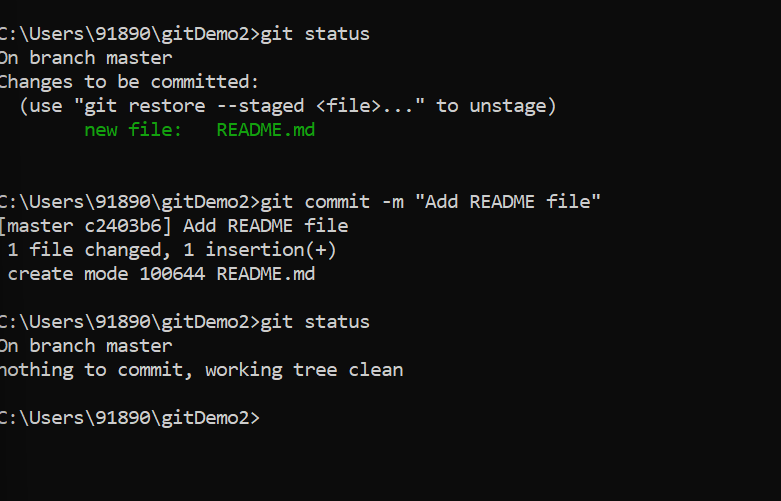 C:\Users\91890\gitDemo2>git status
On branch master
Changes to be committed:
  (use "git restore --staged <file>..." to unstage)
        new file:   README.md
C:\Users\91890\gitDemo2>git commit -m "Add README file"
[master c2403b6] Add README file
 1 file changed, 1 insertion(+)
 create mode 100644 README.md
C:\Users\91890\gitDemo2>git status
On branch master
nothing to commit, working tree clean
C:\Users\91890\gitDemo2>